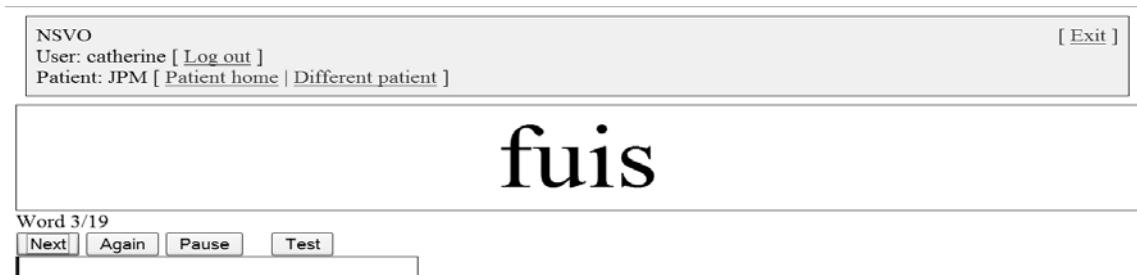 NSVO [ Exit ]
User: catherine [ Log out ]
Patient: JPM [ Patient home | Different patient ]
fuis
Word 3/19
Next Again Pause Test